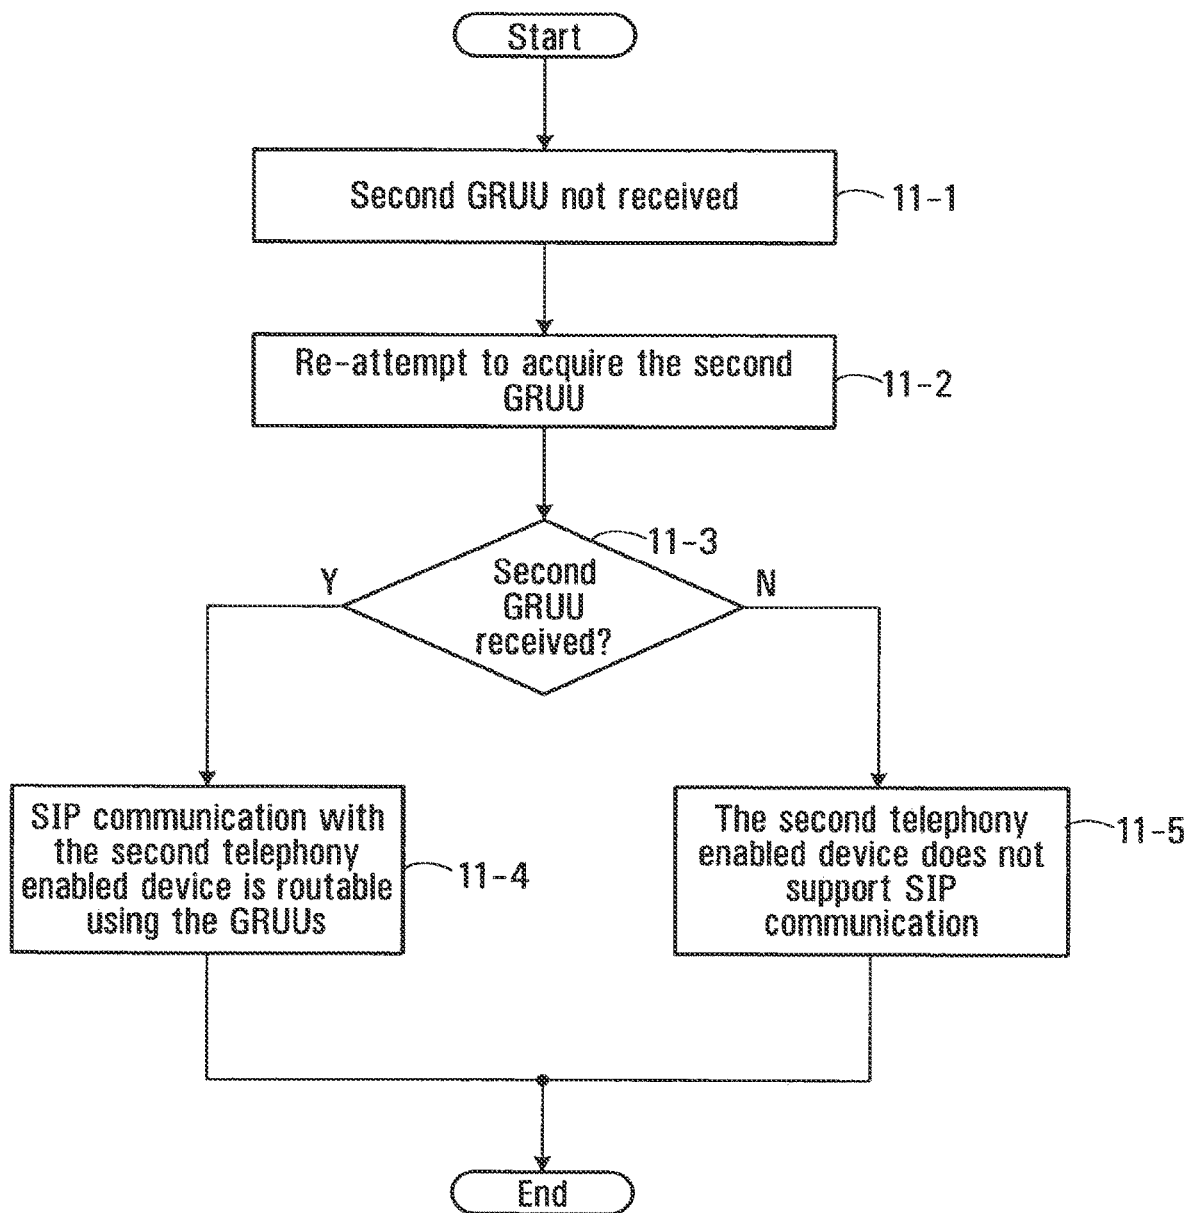 Start
Second GRUU not received
11-1
Re-attempt to acquire the second
GRUU
11-2
11-3
Second
GRUU
received?
Y
N
SIP communication with
the second telephony
enabled device is routable
using the GRUUs
11-4
The second telephony
enabled device does not
support SIP
communication
11-5
End